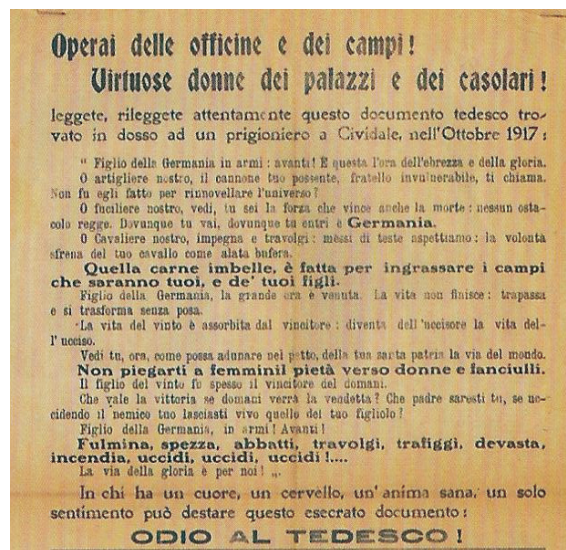 Operai delle officine e dei campi!
Virtuose donne dei palazzi e dei casolari!
leggete, rileggete attentamente questo documento tedesco tro-
vato in dosso ad un prigioniero a Cividale, nell'Ottobre 1917:
" Figlio della Germania in armi: avanti! È questa l'ora dell'ebrezza e della gloria.
O artigliere nostro, il cannone tuo possente, fratello invulnerabile, ti chiama.
Non fu egli fatto per rinnovellare l'universo?
O fuciliere nostro, vedi, tu sei la forza che vince anche la morte: nessun osta-
colo regge. Dovunque tu vai, dovunque tu entri è Germania.
O Cavaliere nostro, impegna e travolgi: messi di teste aspettiamo: la volontà
sfrena del tuo cavallo come alata bufera.
Quella carne imbelle, è fatta per ingrassare i campi
che saranno tuoi, e de' tuoi figli.
Figlio della Germania, la grande ora è venuta. La vita non finisce: trapassa
e si trasforma senza posa.
La vita del vinto è assorbita dal vincitore: diventa dell'uccisore la vita del-
l'ucciso.
Vedi tu, ora, come possa adunare nel petto, della tua santa patria la via del mondo.
Non piegarti a femminil pietà verso donne e fanciulli.
Il figlio del vinto fu spesso il vincitore del domani.
Che vale la vittoria se domani verrà la vendetta? Che padre saresti tu, se uc-
cidendo il nemico tuo lasciasti vivo quello del tuo figliolo?
Figlio della Germania, in armi! Avanti!
Fulmina, spezza, abbatti, travolgi, trafiggi, devasta,
incendia, uccidi, uccidi, uccidi!....
La via della gloria è per noi! „.
In chi ha un cuore, un cervello, un'anima sana, un solo
sentimento può destare questo esecrato documento:
ODIO AL TEDESCO!